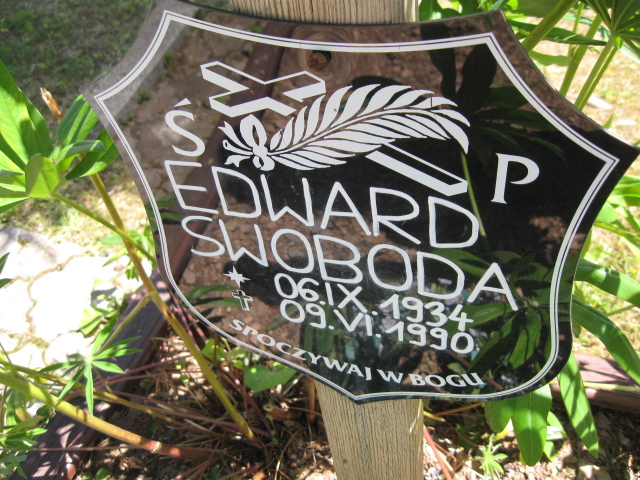 Ś P
EDWARD
SWOBODA
06.IX.1934
09.VI.1990
SPOCZYWAJ W BOGU